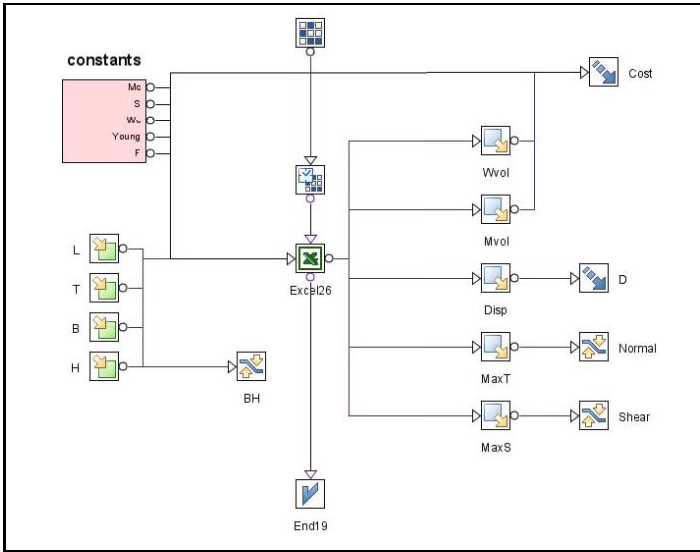 constants
Mc
S
Wc
Young
F
Cost
Wvol
Mvol
L
T
B
H
Excel26
BH
Disp
D
MaxT
Normal
MaxS
Shear
End19